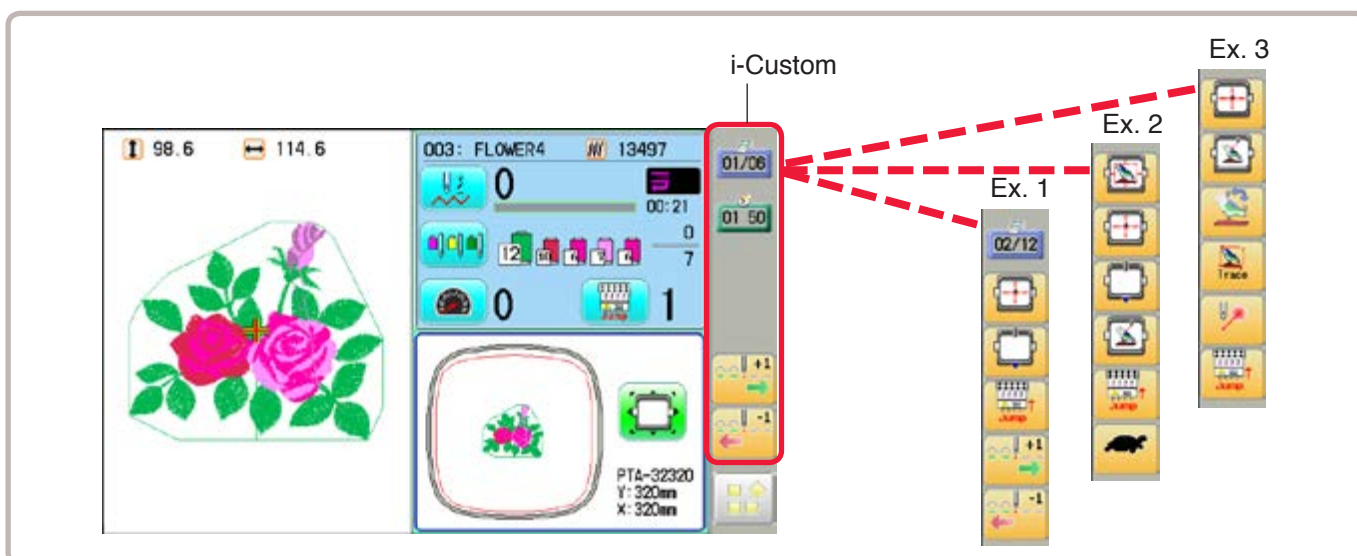 i-Custom
Ex. 1
Ex. 2
Ex. 3
98.6
114.6
003: FLOWER4
13497
0
00:21
12
0
7
0
Jump
1
PTA-32320
Y:320mm
X:320mm
01/06
01 50
+1
-1
02/12
Jump
+1
-1
Jump
Trace
Jump